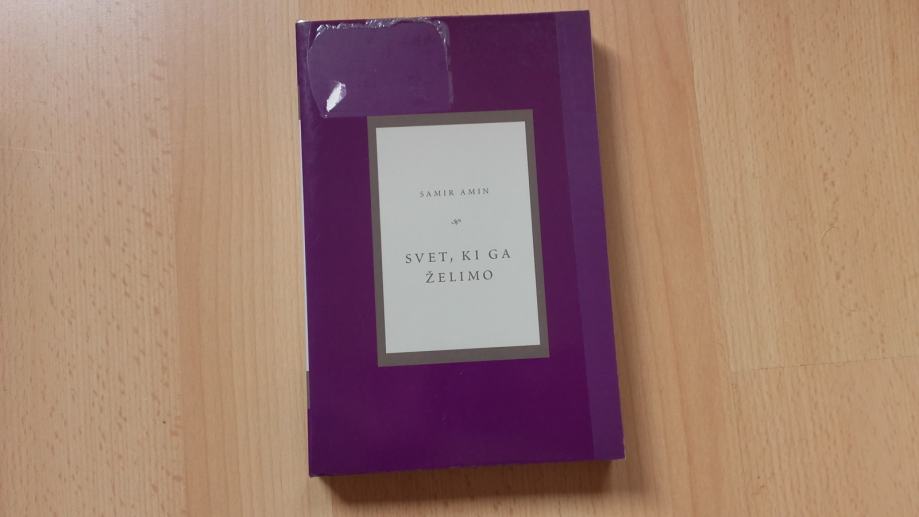 SAMIR AMIN
SVET, KI GA
ŽELIMO